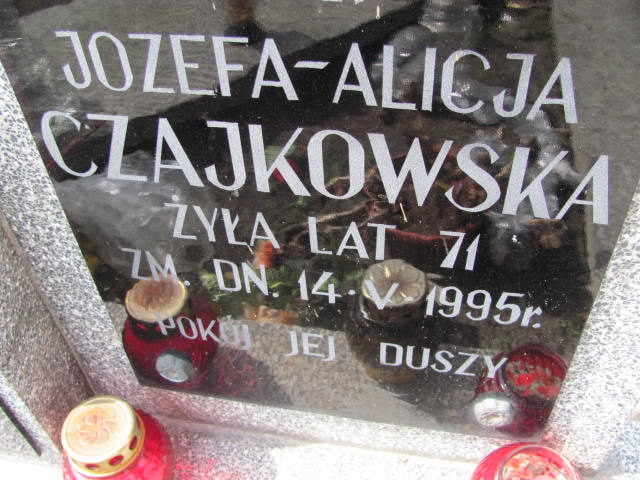 JOZEFA-ALICJA
CZAJKOWSKA
ŻYŁA LAT 71
ZM. DN. 14·V·1995r.
POKÓJ JEJ DUSZY